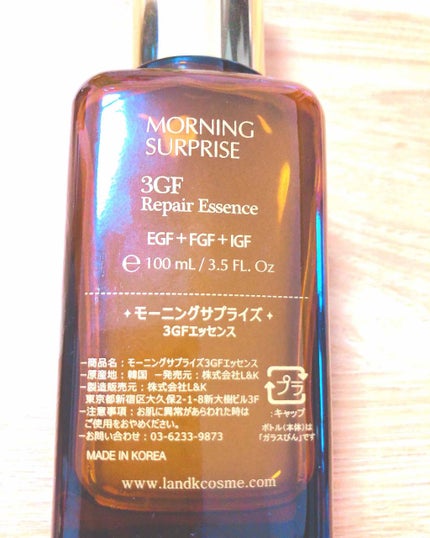 MORNING
SURPRISE
3GF
Repair Essence
EGF+FGF+IGF
℮ 100 mL / 3.5 FL. Oz
モーニングサプライズ
3GFエッセンス
−商品名：モーニングサプライズ3GFエッセンス
−原産地：韓国 −発売元：株式会社L&K
−製造販売元：株式会社L&K
東京都新宿区大久保2-1-8新大樹ビル3F
−注意事項：お肌に異常があらわれた時は
ご使用をおやめください。
−お問い合わせ：03-6233-9873
プラ
:キャップ
ボトル(本体)は
「ガラスびん」です
MADE IN KOREA
www.landkcosme.com